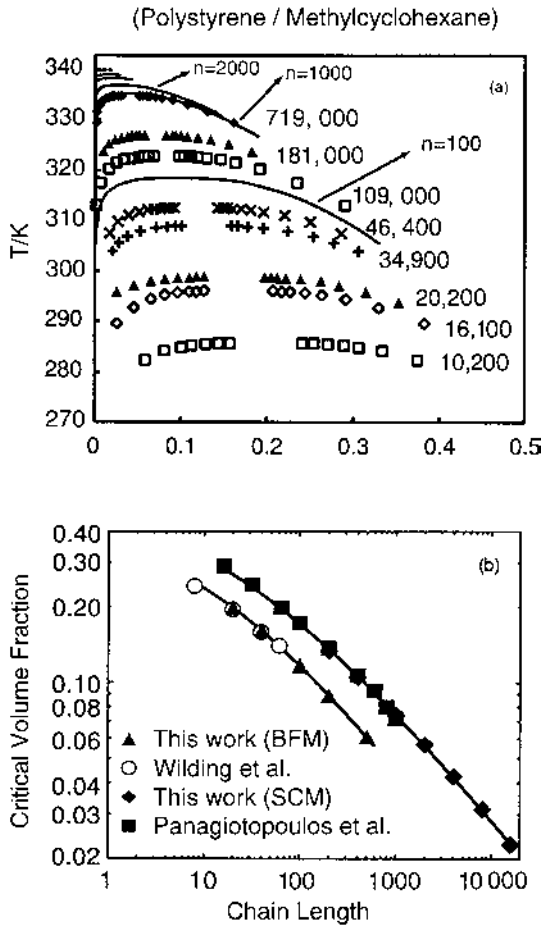 (Polystyrene / Methylcyclohexane)
(a)
T/K
340
330
320
310
300
290
280
270
0
0.1
0.2
0.3
0.4
0.5
n=2000
n=1000
n=100
719, 000
181, 000
109, 000
46, 400
34, 900
20, 200
16, 100
10, 200
(b)
Critical Volume Fraction
0.40
0.30
0.20
0.10
0.08
0.06
0.04
0.03
0.02
▲ This work (BFM)
○ Wilding et al.
◆ This work (SCM)
■ Panagiotopoulos et al.
1
10
100
1000
10 000
Chain Length